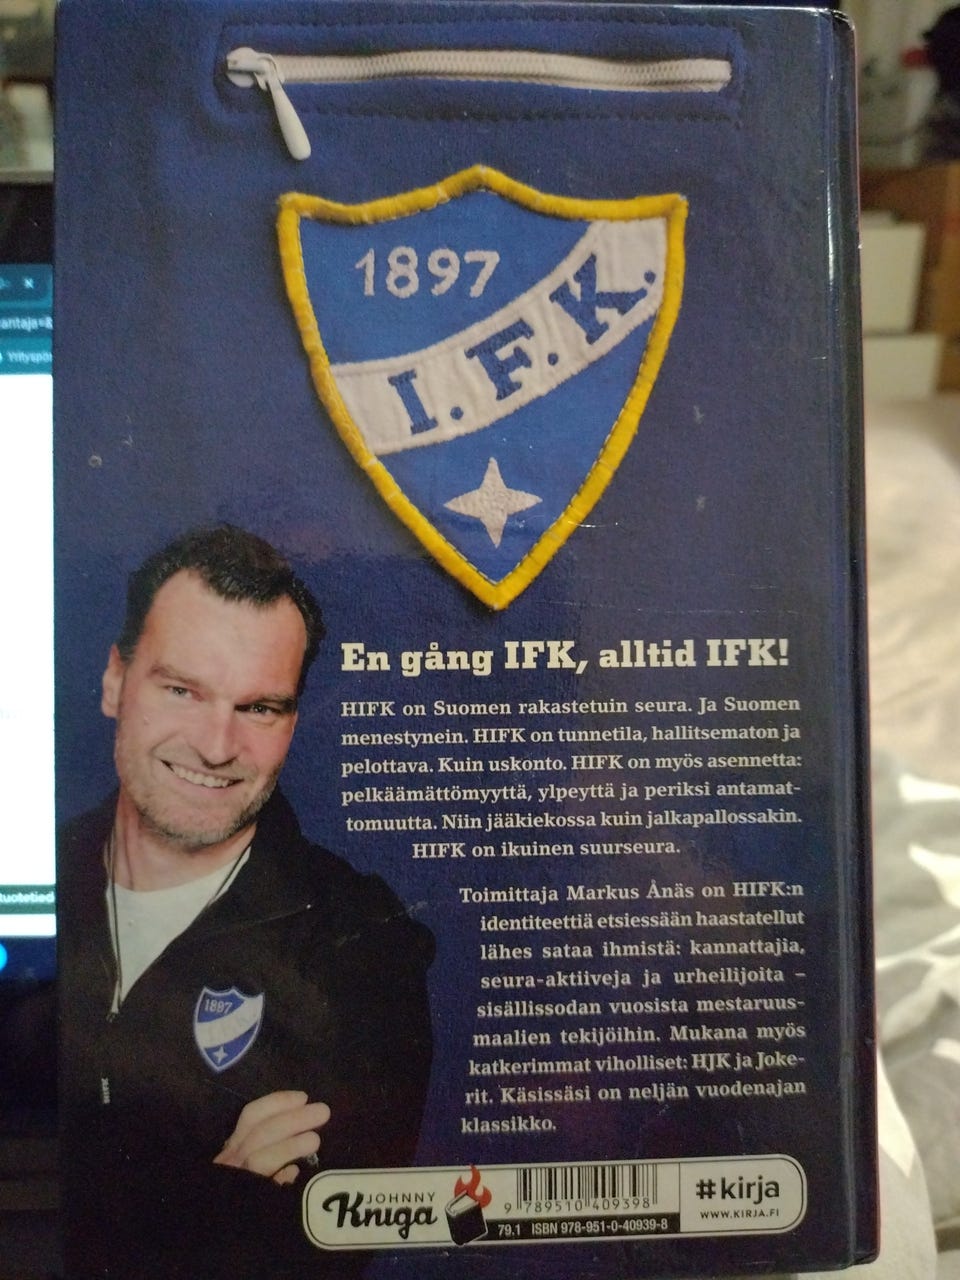 1897
I.F.K.
En gång IFK, alltid IFK!
HIFK on Suomen rakastetuin seura. Ja Suomen
menestynein. HIFK on tunnetila, hallitsematon ja
pelottava. Kuin uskonto. HIFK on myös asennetta:
pelkäämättömyyttä, ylpeyttä ja periksi antamat-
tomuutta. Niin jääkiekossa kuin jalkapallossakin.
HIFK on ikuinen suurseura.
Toimittaja Markus Ånäs on HIFK:n
identiteettiä etsiessään haastatellut
lähes sataa ihmistä: kannattajia,
seura-aktiiveja ja urheilijoita –
sisällissodan vuosista mestaruus-
maalien tekijöihin. Mukana myös
katkerimmat viholliset: HJK ja Joke-
rit. Käsissäsi on neljän vuodenajan
klassikko.
1897
JOHNNY
Kniga
9 789510 409398
79.1 ISBN 978-951-0-40939-8
#kirja
WWW.KIRJA.FI